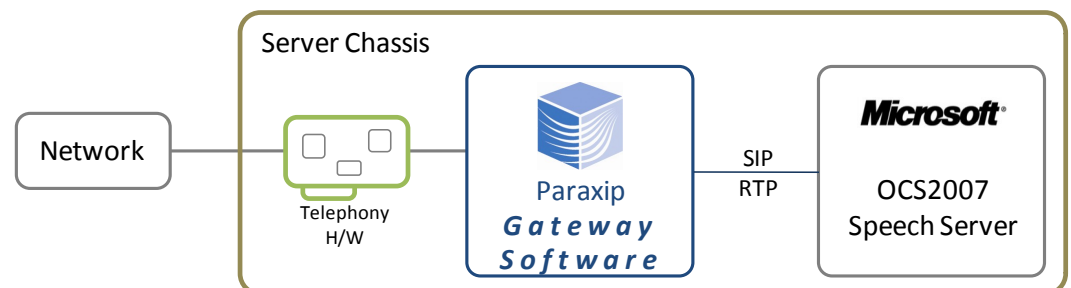 Server Chassis
Network
Telephony
H/W
Paraxip
Gateway
Software
SIP
RTP
Microsoft
OCS2007
Speech Server